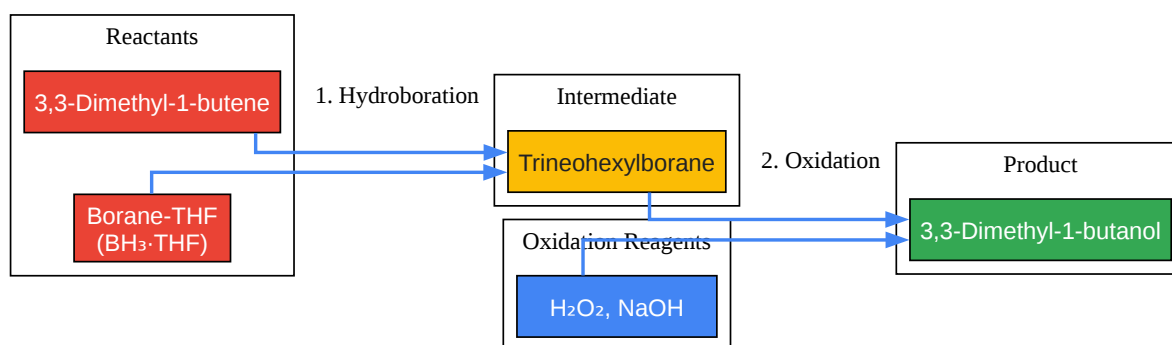 Reactants
3,3-Dimethyl-1-butene
Borane-THF
(BH₃·THF)
1. Hydroboration
Intermediate
Trineohexylborane
Oxidation Reagents
H₂O₂, NaOH
2. Oxidation
Product
3,3-Dimethyl-1-butanol